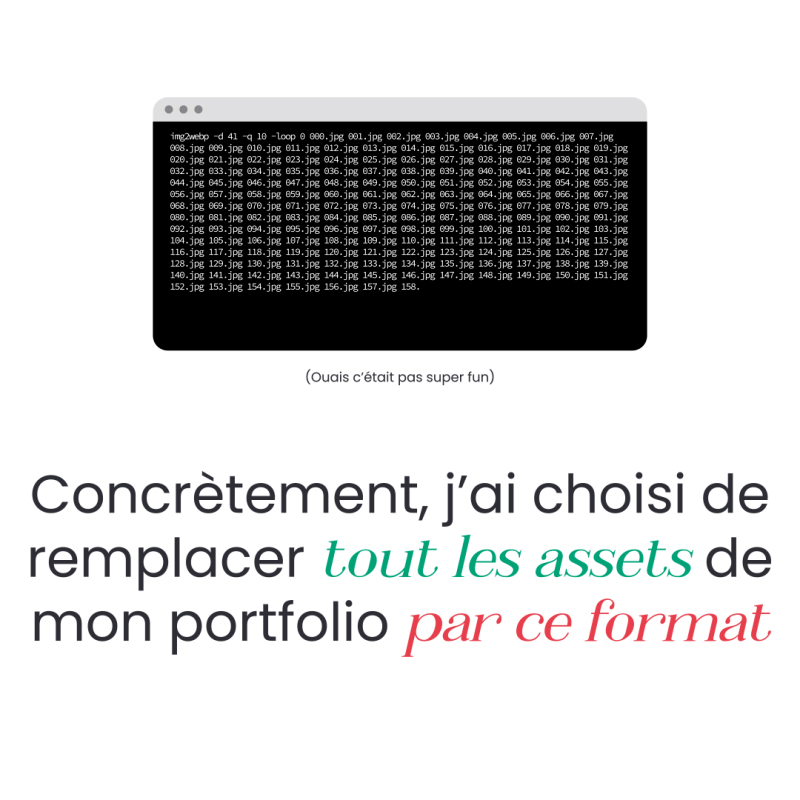 img2webp -d 41 -q 10 -loop 0 000.jpg 001.jpg 002.jpg 003.jpg 004.jpg 005.jpg 006.jpg 007.jpg
008.jpg 009.jpg 010.jpg 011.jpg 012.jpg 013.jpg 014.jpg 015.jpg 016.jpg 017.jpg 018.jpg 019.jpg
020.jpg 021.jpg 022.jpg 023.jpg 024.jpg 025.jpg 026.jpg 027.jpg 028.jpg 029.jpg 030.jpg 031.jpg
032.jpg 033.jpg 034.jpg 035.jpg 036.jpg 037.jpg 038.jpg 039.jpg 040.jpg 041.jpg 042.jpg 043.jpg
044.jpg 045.jpg 046.jpg 047.jpg 048.jpg 049.jpg 050.jpg 051.jpg 052.jpg 053.jpg 054.jpg 055.jpg
056.jpg 057.jpg 058.jpg 059.jpg 060.jpg 061.jpg 062.jpg 063.jpg 064.jpg 065.jpg 066.jpg 067.jpg
068.jpg 069.jpg 070.jpg 071.jpg 072.jpg 073.jpg 074.jpg 075.jpg 076.jpg 077.jpg 078.jpg 079.jpg
080.jpg 081.jpg 082.jpg 083.jpg 084.jpg 085.jpg 086.jpg 087.jpg 088.jpg 089.jpg 090.jpg 091.jpg
092.jpg 093.jpg 094.jpg 095.jpg 096.jpg 097.jpg 098.jpg 099.jpg 100.jpg 101.jpg 102.jpg 103.jpg
104.jpg 105.jpg 106.jpg 107.jpg 108.jpg 109.jpg 110.jpg 111.jpg 112.jpg 113.jpg 114.jpg 115.jpg
116.jpg 117.jpg 118.jpg 119.jpg 120.jpg 121.jpg 122.jpg 123.jpg 124.jpg 125.jpg 126.jpg 127.jpg
128.jpg 129.jpg 130.jpg 131.jpg 132.jpg 133.jpg 134.jpg 135.jpg 136.jpg 137.jpg 138.jpg 139.jpg
140.jpg 141.jpg 142.jpg 143.jpg 144.jpg 145.jpg 146.jpg 147.jpg 148.jpg 149.jpg 150.jpg 151.jpg
152.jpg 153.jpg 154.jpg 155.jpg 156.jpg 157.jpg 158.
(Ouais c’était pas super fun)
Concrètement, j’ai choisi de
remplacer tout les assets de
mon portfolio par ce format